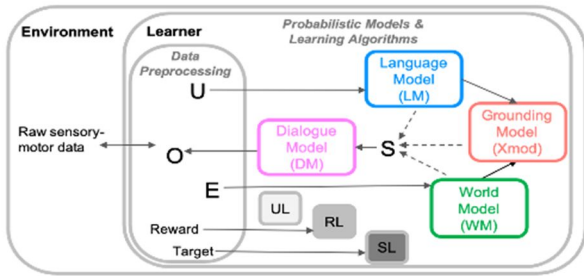 Environment
Learner
Probabilistic Models &
Learning Algorithms
Data
Preprocessing
U
Language
Model
(LM)
Grounding
Model
(Xmod)
Raw sensory-
motor data
O
Dialogue
Model
(DM)
S
E
World
Model
(WM)
UL
Reward
RL
Target
SL